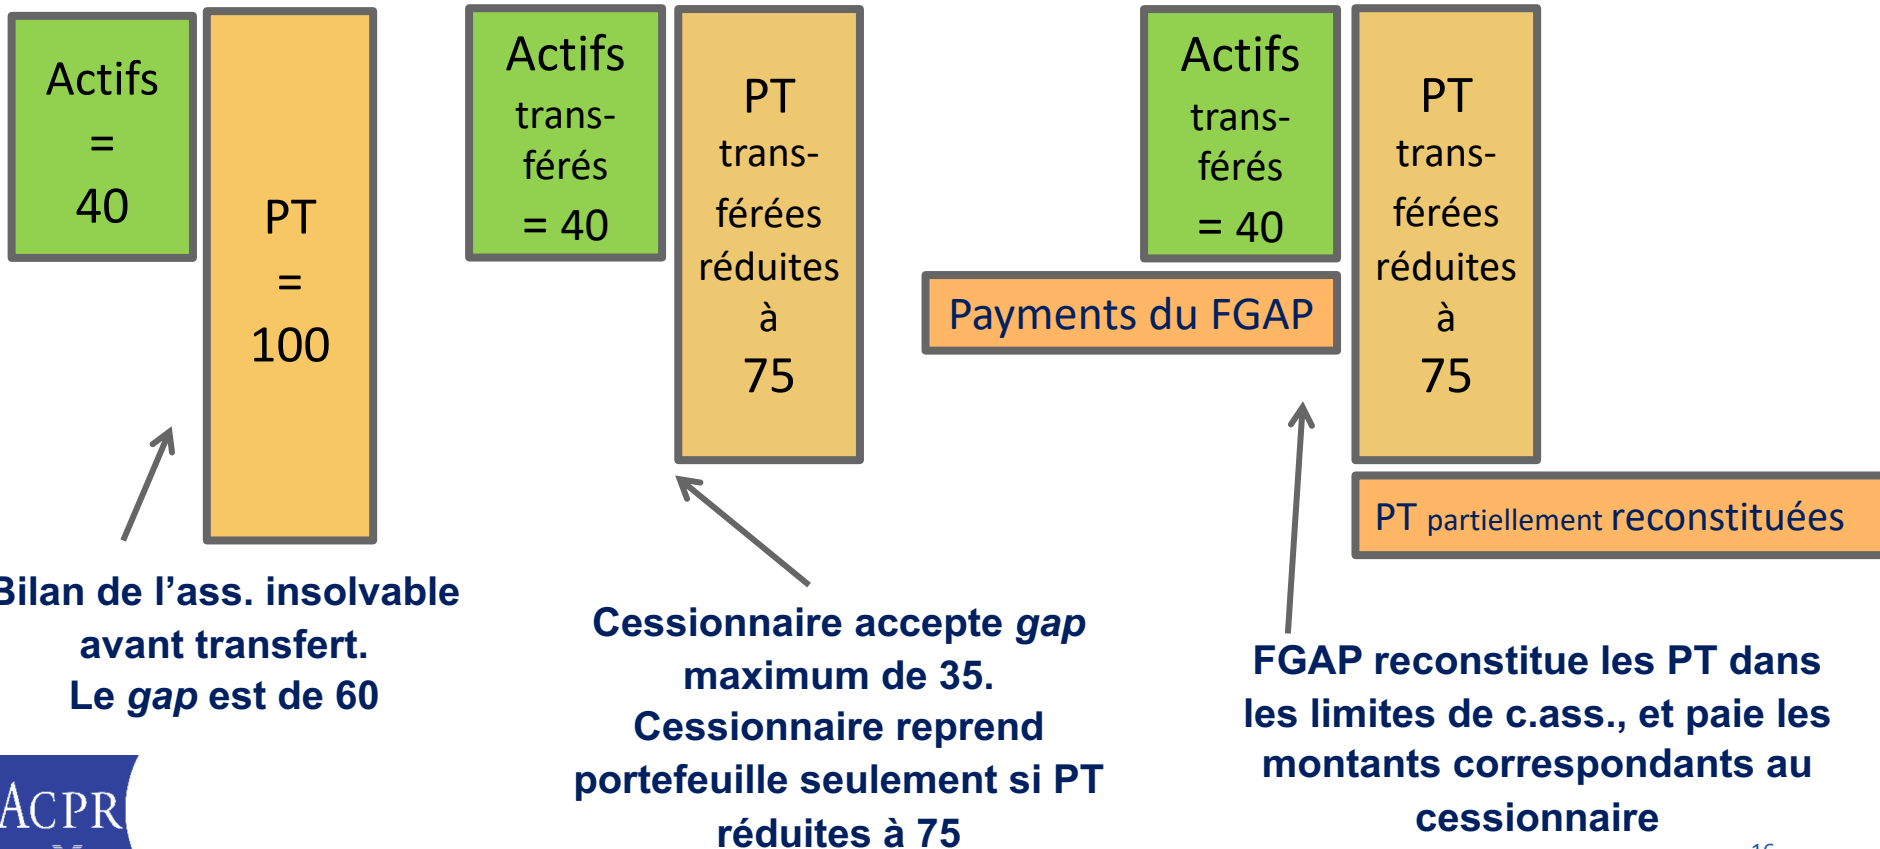 Actifs
=
40
PT
=
100
Bilan de l’ass. insolvable
avant transfert.
Le gap est de 60
Actifs
trans-
férés
= 40
PT
trans-
férées
réduites
à
75
Cessionnaire accepte gap
maximum de 35.
Cessionnaire reprend
portefeuille seulement si PT
réduites à 75
Actifs
trans-
férés
= 40
Payments du FGAP
PT
trans-
férées
réduites
à
75
PT partiellement reconstituées
FGAP reconstitue les PT dans
les limites de c.ass., et paie les
montants correspondants au
cessionnaire
ACPR
16